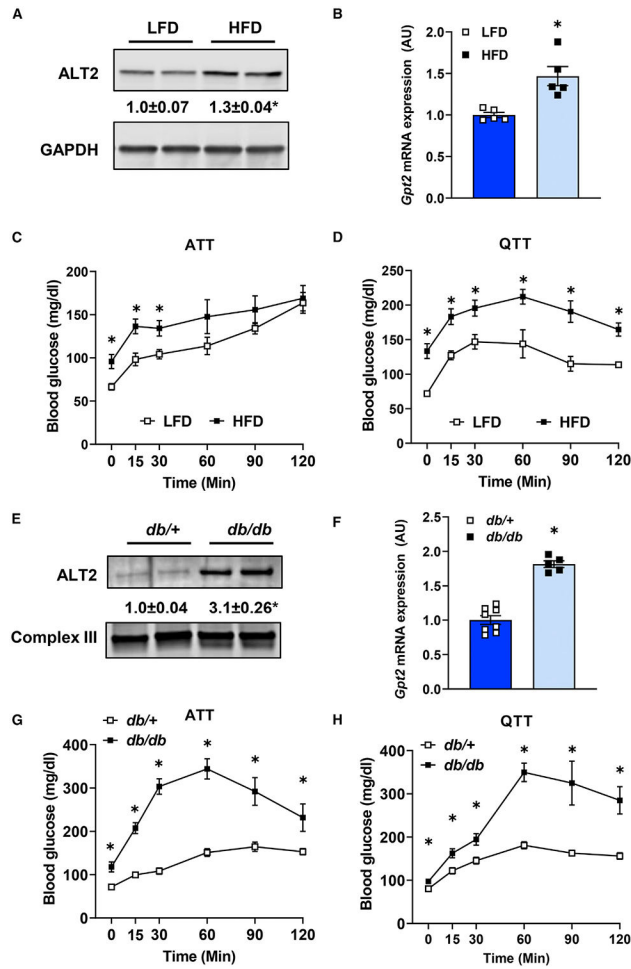 A
LFD HFD
ALT2
1.0±0.07 1.3±0.04*
GAPDH
B
Gpt2 mRNA expression (AU)
2.0
1.5
1.0
0.5
0.0
LFD
HFD
*
C
ATT
Blood glucose (mg/dl)
200
150
100
50
0
* * *
LFD HFD
0 15 30 60 90 120
Time (Min)
D
QTT
Blood glucose (mg/dl)
250
200
150
100
50
0
* * * * * *
LFD HFD
0 15 30 60 90 120
Time (Min)
E
db/+ db/db
ALT2
1.0±0.04 3.1±0.26*
Complex III
F
Gpt2 mRNA expression (AU)
2.5
2.0
1.5
1.0
0.5
0.0
db/+
db/db
*
G
ATT
db/+
db/db
Blood glucose (mg/dl)
400
300
200
100
0
* * * * * *
0 15 30 60 90 120
Time (Min)
H
QTT
db/+
db/db
Blood glucose (mg/dl)
400
300
200
100
0
* * * * * *
0 15 30 60 90 120
Time (Min)